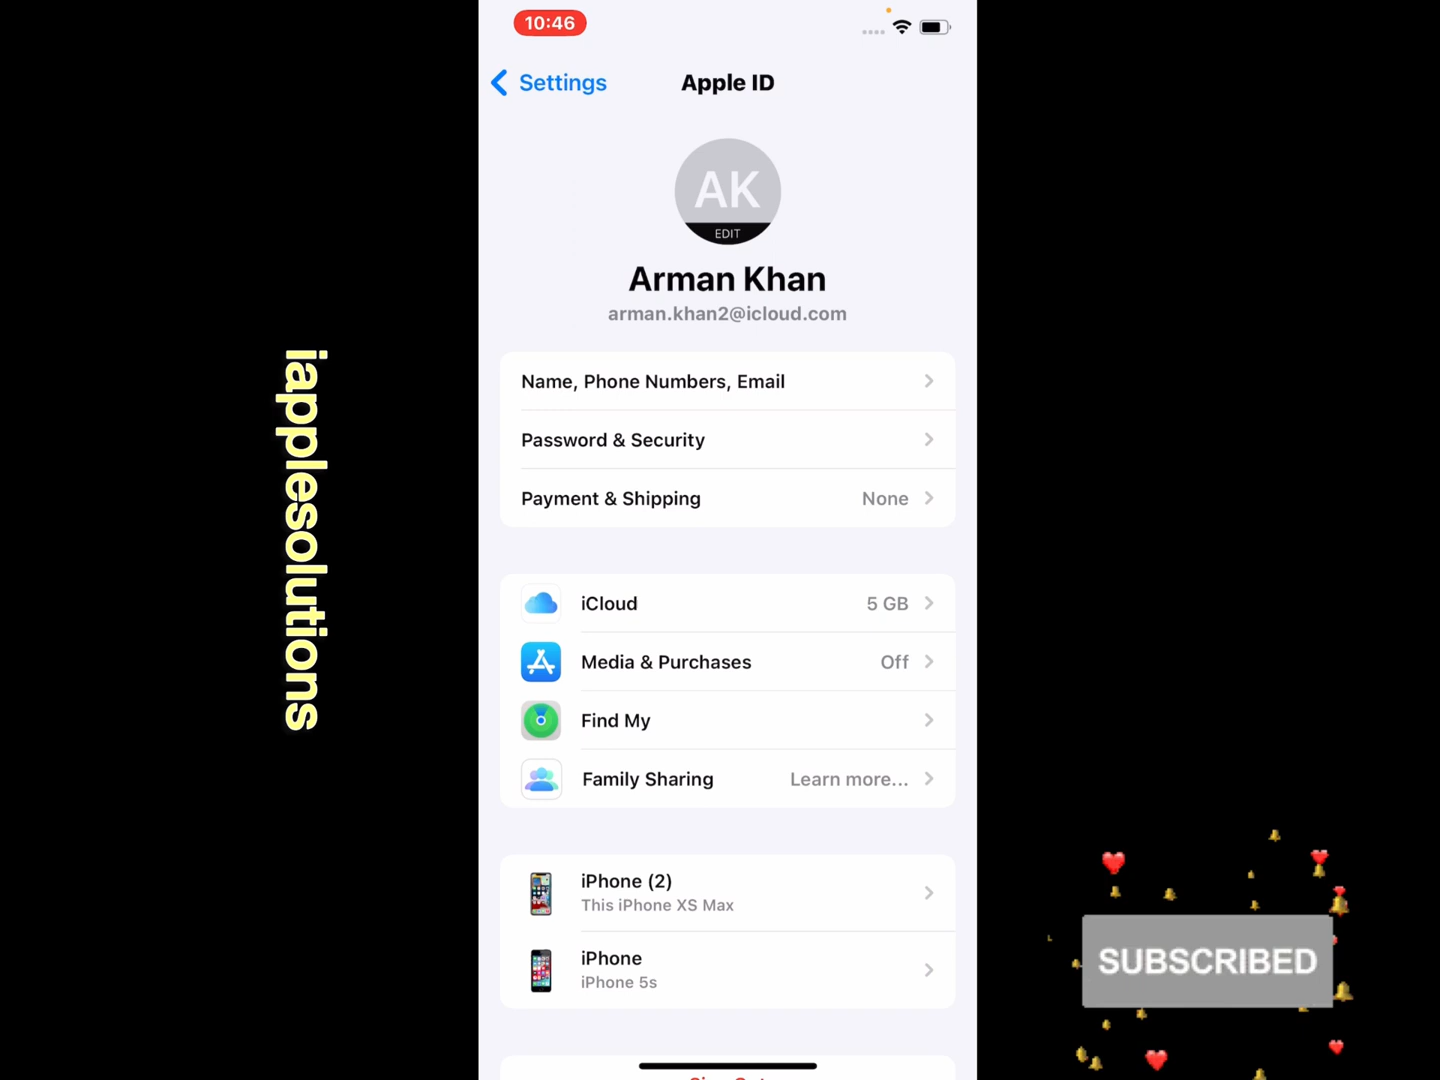 10:46
Settings
Apple ID
AK
EDIT
Arman Khan
arman.khan2@icloud.com
Name, Phone Numbers, Email
Password & Security
Payment & Shipping None
iCloud 5 GB
Media & Purchases Off
Find My
Family Sharing Learn more...
iPhone (2)
This iPhone XS Max
iPhone
iPhone 5s
iapplesolutions
SUBSCRIBED